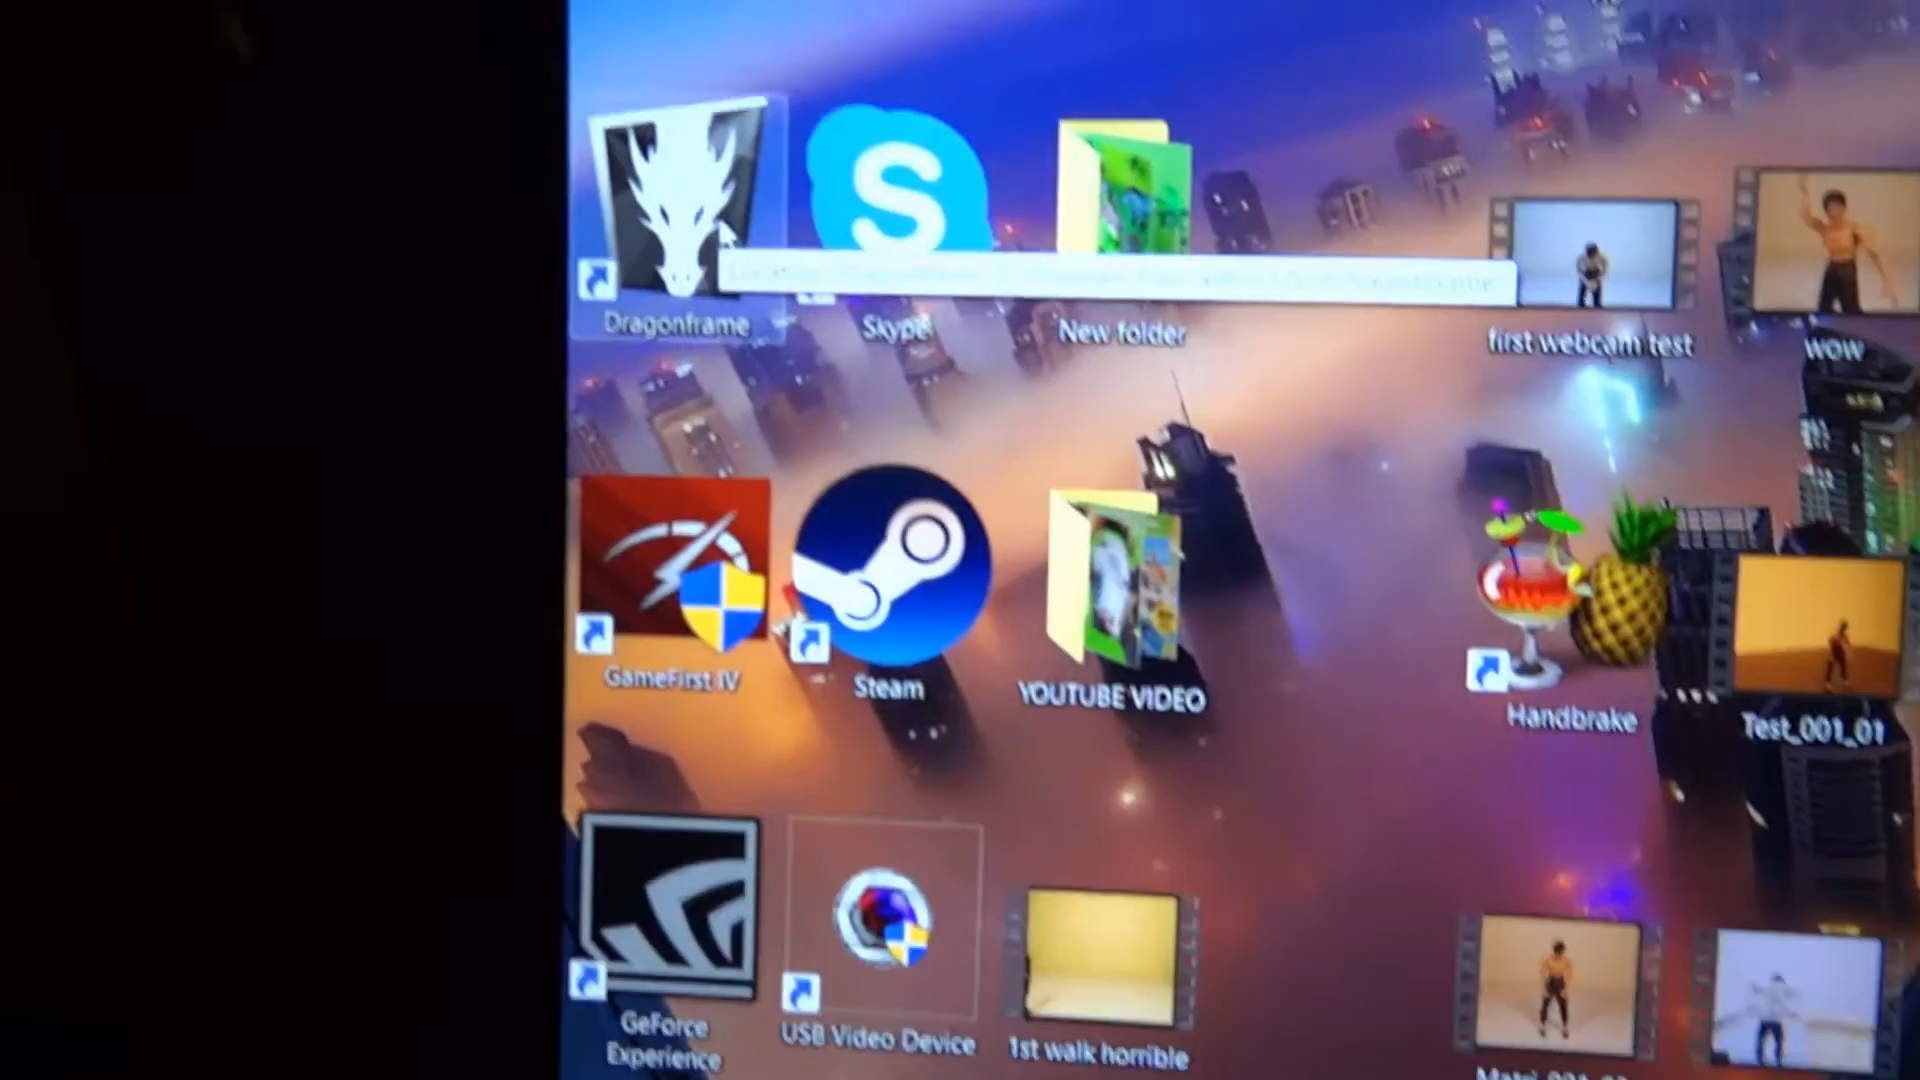 S
Dragonframe
Skype
New folder
first webcam test
WOW
GameFirst IV
Steam
YOUTUBE VIDEO
Handbrake
Test_001_01
GeForce
Experience
USB Video Device
1st walk horrible